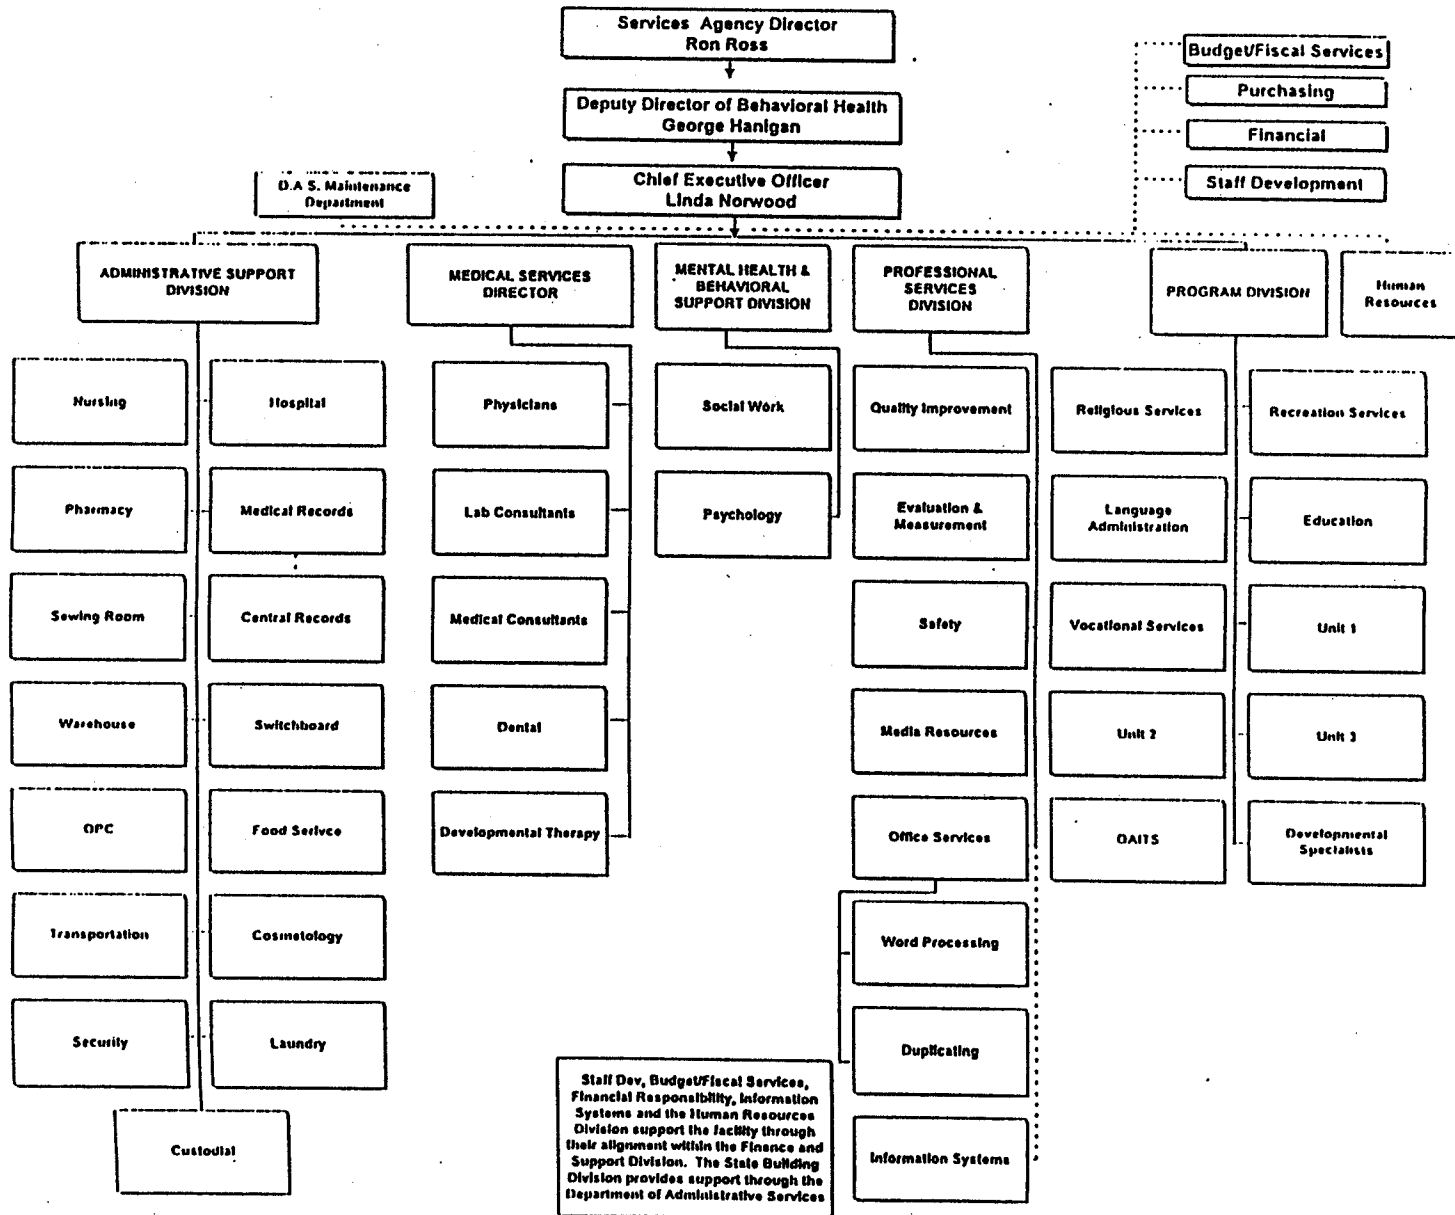 Services Agency Director
Ron Ross
Deputy Director of Behavioral Health
George Hanigan
Chief Executive Officer
Linda Norwood
D.A S. Maintenance
Department
Budget/Fiscal Services
Purchasing
Financial
Staff Development
ADMINISTRATIVE SUPPORT
DIVISION
MEDICAL SERVICES
DIRECTOR
MENTAL HEALTH &
BEHAVIORAL
SUPPORT DIVISION
PROFESSIONAL
SERVICES
DIVISION
PROGRAM DIVISION
Human
Resources
Nursing
Hospital
Pharmacy
Medical Records
Sewing Room
Central Records
Warehouse
Switchboard
OPC
Food Serivce
Transportation
Cosmetology
Security
Laundry
Custodial
Physicians
Lab Consultants
Medical Consultants
Dental
Developmental Therapy
Social Work
Psychology
Quality Improvement
Evaluation &
Measurement
Safety
Media Resources
Office Services
Word Processing
Duplicating
Information Systems
Religious Services
Recreation Services
Language
Administration
Education
Vocational Services
Unit 1
Unit 2
Unit 3
Developmental
Specialists
Staff Dev, Budget/Fiscal Services,
Financial Responsibility, Information
Systems and the Human Resources
Division support the facility through
their alignment within the Finance and
Support Division. The State Building
Division provides support through the
Department of Administrative Services